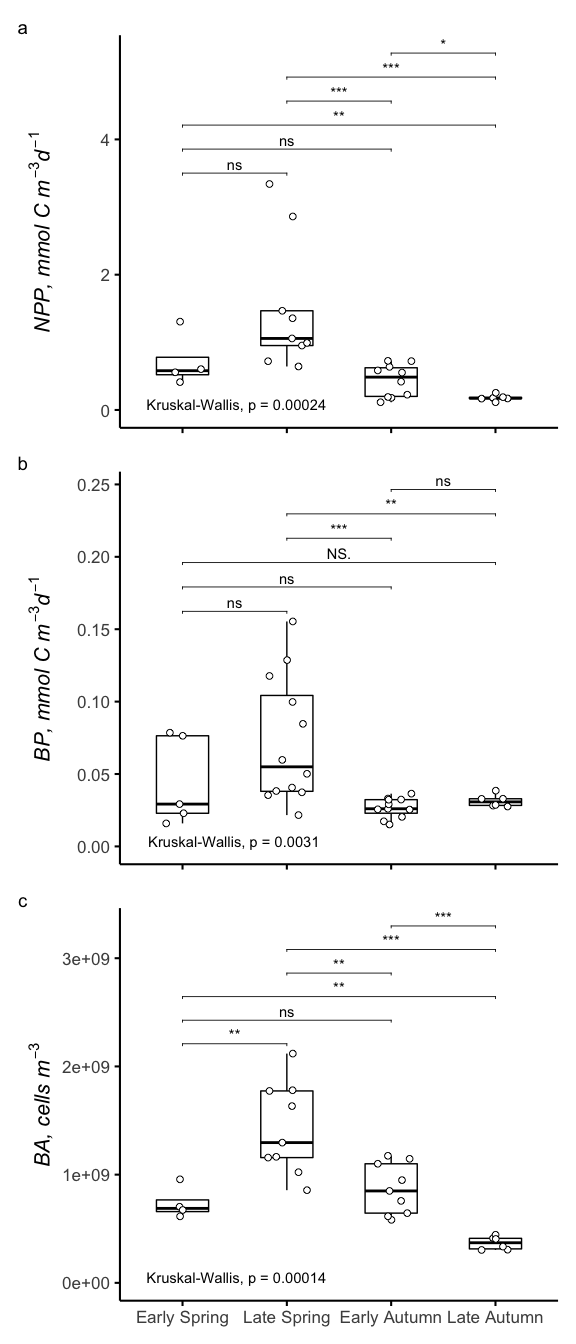 a
*
***
***
**
ns
ns
4
2
0
NPP, mmol C m⁻³d⁻¹
Kruskal-Wallis, p = 0.00024
b
ns
**
***
NS.
ns
ns
0.25
0.20
0.15
0.10
0.05
0.00
BP, mmol C m⁻³d⁻¹
Kruskal-Wallis, p = 0.0031
c
***
***
**
**
ns
**
3e+09
2e+09
1e+09
0e+00
BA, cells m⁻³
Kruskal-Wallis, p = 0.00014
Early Spring Late Spring Early Autumn Late Autumn